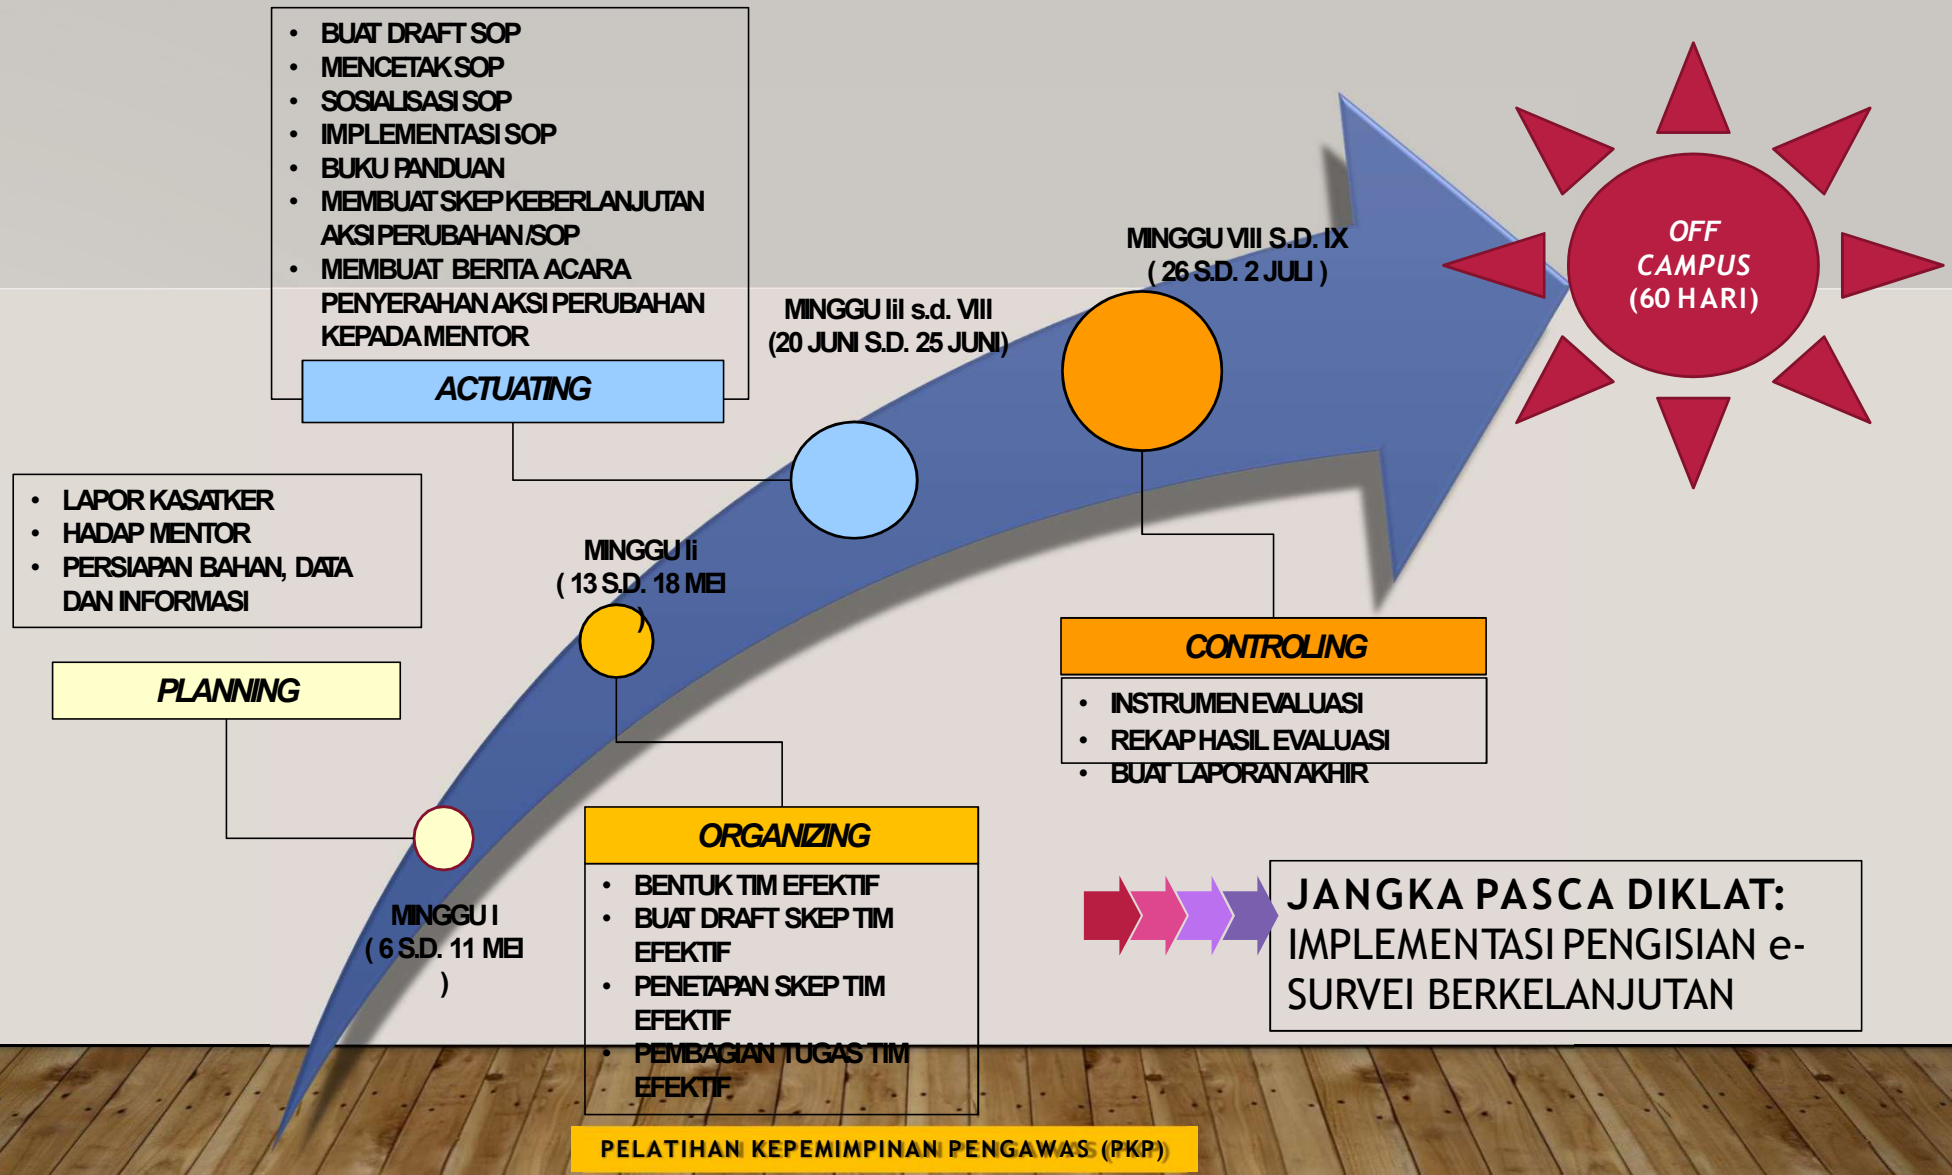 • BUAT DRAFT SOP
• MENCETAK SOP
• SOSIALISASI SOP
• IMPLEMENTASI SOP
• BUKU PANDUAN
• MEMBUAT SKEP KEBERLANJUTAN
AKSI PERUBAHAN /SOP
• MEMBUAT BERITA ACARA
PENYERAHAN AKSI PERUBAHAN
KEPADA MENTOR
ACTUATING
• LAPOR KASATKER
• HADAP MENTOR
• PERSIAPAN BAHAN, DATA
DAN INFORMASI
PLANNING
MINGGU I
( 6 S.D. 11 MEI
)
MINGGU Ii
( 13 S.D. 18 MEI
)
MINGGU Iii s.d. VIII
(20 JUNI S.D. 25 JUNI)
MINGGU VIII S.D. IX
( 26 S.D. 2 JULI )
OFF
CAMPUS
(60 HARI)
ORGANIZING
• BENTUK TIM EFEKTIF
• BUAT DRAFT SKEP TIM
EFEKTIF
• PENETAPAN SKEP TIM
EFEKTIF
• PEMBAGIAN TUGAS TIM
EFEKTIF
CONTROLING
• INSTRUMEN EVALUASI
• REKAP HASIL EVALUASI
• BUAT LAPORAN AKHIR
JANGKA PASCA DIKLAT:
IMPLEMENTASI PENGISIAN e-
SURVEI BERKELANJUTAN
PELATIHAN KEPEMIMPINAN PENGAWAS (PKP)